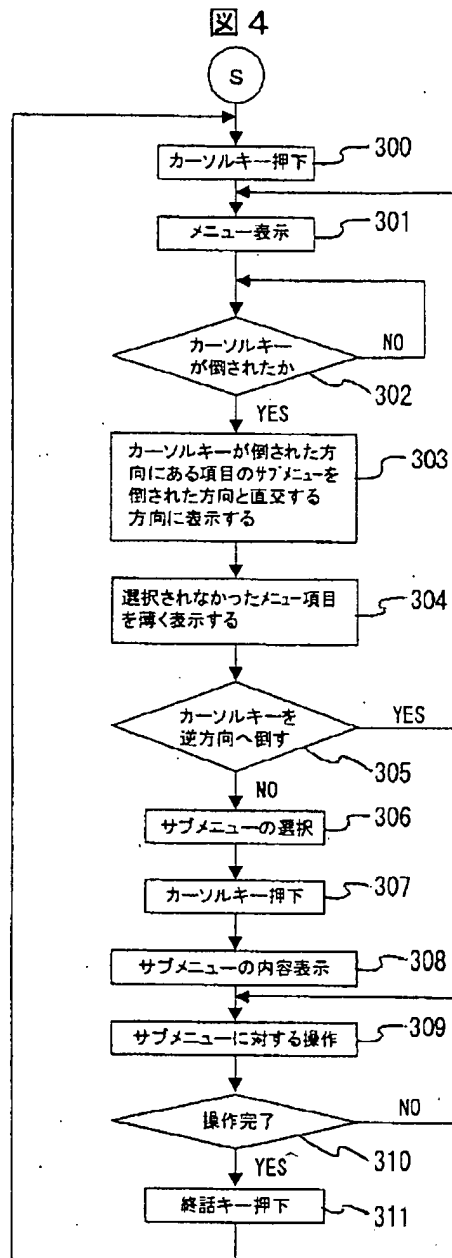 図 4
S
カーソルキー押下
300
メニュー表示
301
カーソルキー
が倒されたか
NO
302
YES
カーソルキーが倒された方
向にある項目のサブメニューを
倒された方向と直交する
方向に表示する
303
選択されなかったメニュー項目
を薄く表示する
304
カーソルキーを
逆方向へ倒す
YES
305
NO
サブメニューの選択
306
カーソルキー押下
307
サブメニューの内容表示
308
サブメニューに対する操作
309
操作完了
NO
310
YES
終話キー押下
311